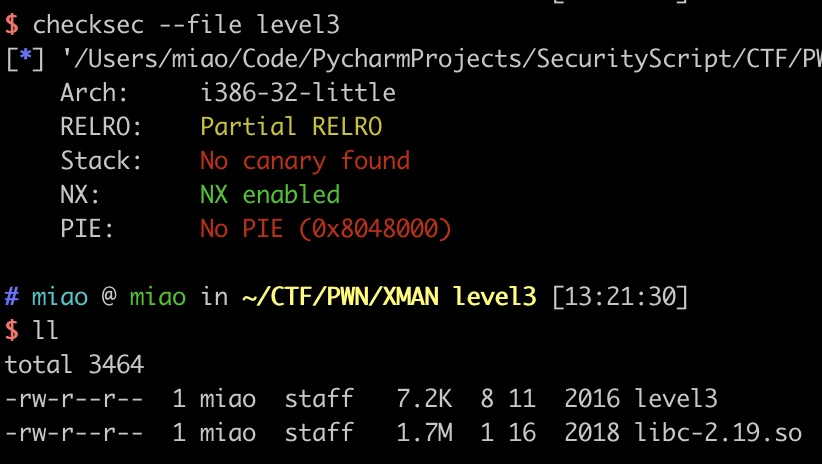 $ checksec --file level3
[*] '/Users/miao/Code/PycharmProjects/SecurityScript/CTF/PW
Arch: i386-32-little
RELRO: Partial RELRO
Stack: No canary found
NX: NX enabled
PIE: No PIE (0x8048000)
# miao @ miao in ~/CTF/PWN/XMAN level3 [13:21:30]
$ ll
total 3464
-rw-r--r-- 1 miao staff 7.2K 8 11 2016 level3
-rw-r--r-- 1 miao staff 1.7M 1 16 2018 libc-2.19.so